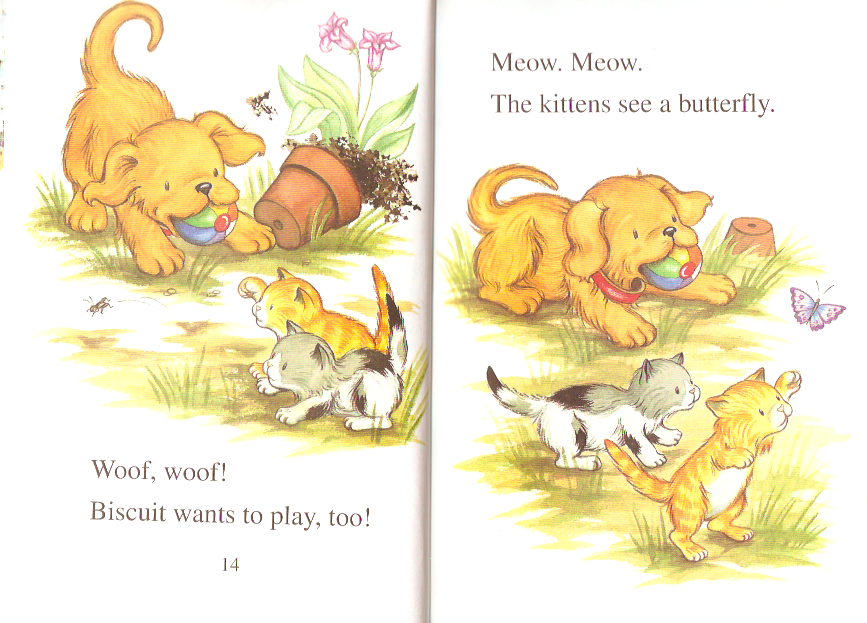 Woof, woof!
Biscuit wants to play, too!
14
Meow. Meow.
The kittens see a butterfly.